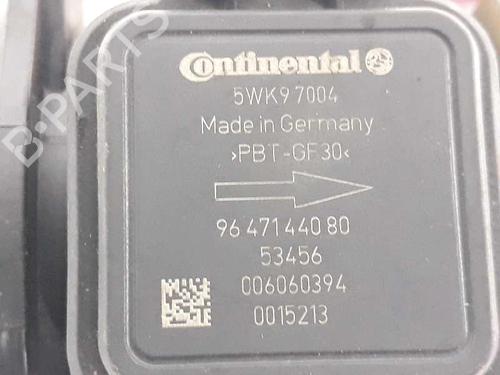 B-PARTS
Continental
5WK9 7004
Made in Germany
>PBT-GF30<
96 471 440 80
53456
006060394
0015213